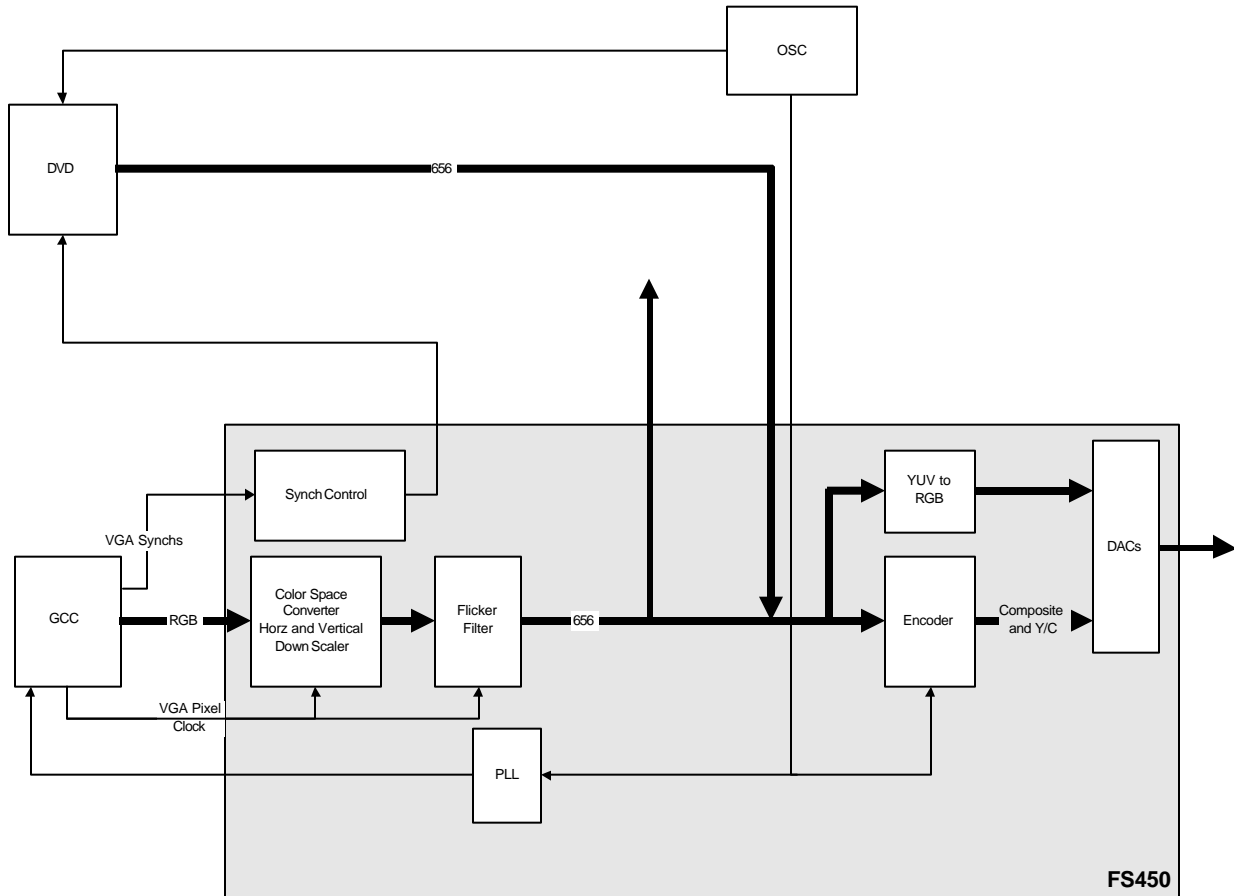 OSC
DVD
656
Synch Control
YUV to
RGB
VGA Synchs
DACs
GCC
RGB
Color Space
Converter
Horz and Vertical
Down Scaler
Flicker
Filter
656
Encoder
Composite
and Y/C
VGA Pixel
Clock
PLL
FS450